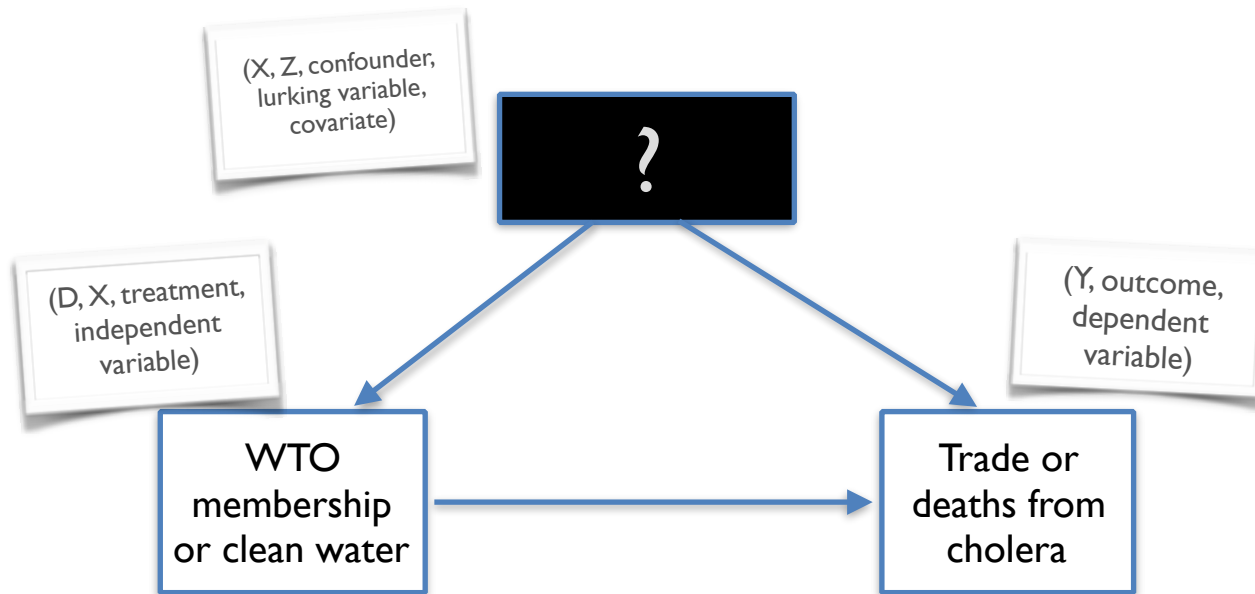 (X, Z, confounder,
lurking variable,
covariate)
?
(D, X, treatment,
independent
variable)
(Y, outcome,
dependent
variable)
WTO
membership
or clean water
Trade or
deaths from
cholera